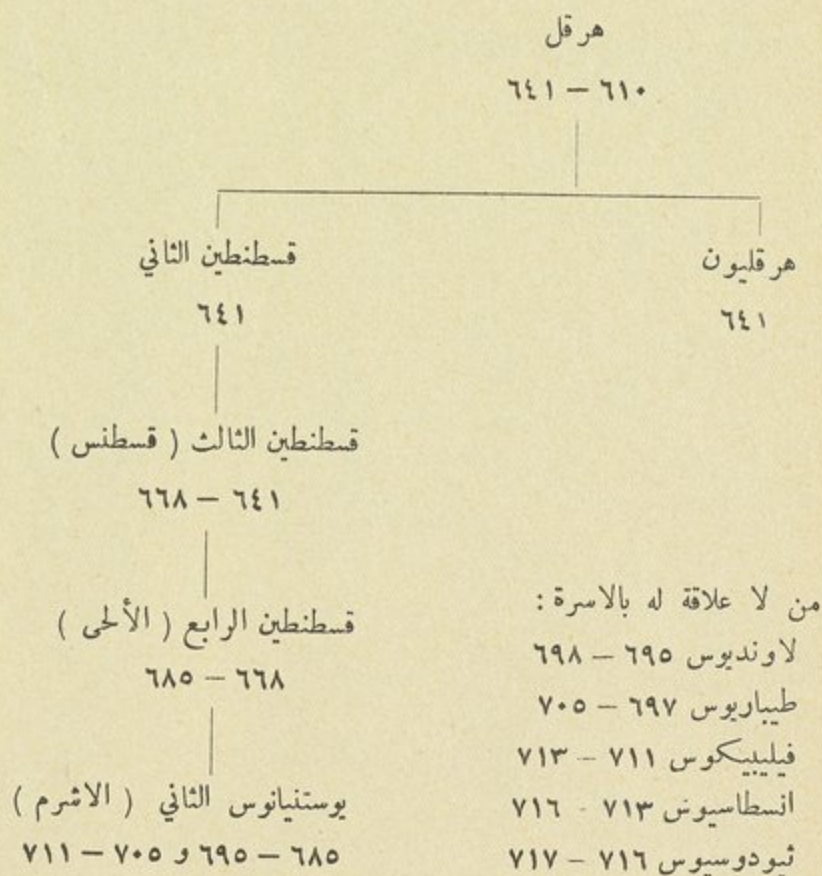 هرقل
٦١٠ — ٦٤١
هرقليون
٦٤١
قسطنطين الثاني
٦٤١
قسطنطين الثالث ( قسطنس )
٦٤١ — ٦٦٨
قسطنطين الرابع ( الألحى )
٦٦٨ — ٦٨٥
يوستنيانوس الثاني ( الاشرم )
٦٨٥ — ٦٩٥ و ٧٠٥ — ٧١١
من لا علاقة له بالاسرة :
لاونديوس ٦٩٥ — ٦٩٨
طيباريوس ٦٩٧ — ٧٠٥
فيليبيكوس ٧١١ — ٧١٣
انسطاسيوس ٧١٣ - ٧١٦
ثيودوسيوس ٧١٦ — ٧١٧